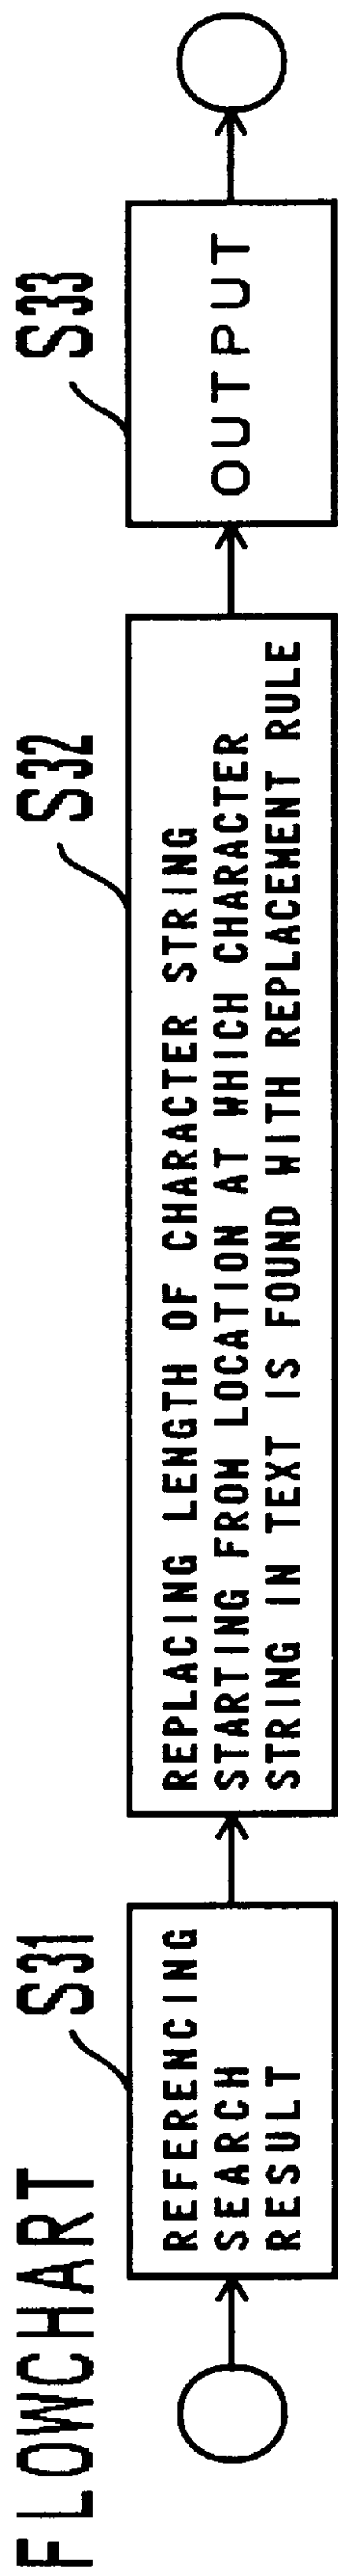 FLOWCHART
S31
REFERENCING
SEARCH
RESULT
S32
REPLACING LENGTH OF CHARACTER STRING
STARTING FROM LOCATION AT WHICH CHARACTER
STRING IN TEXT IS FOUND WITH REPLACEMENT RULE
S33
OUTPUT